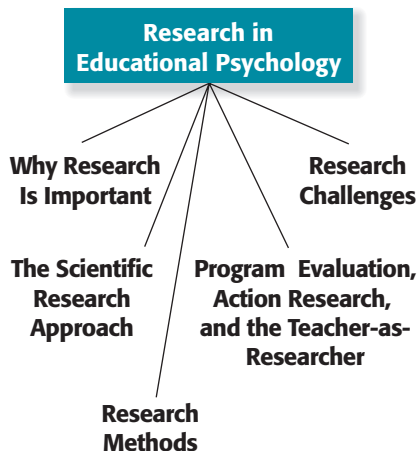 Research in
Educational Psychology
Why Research
Is Important
Research
Challenges
The Scientific
Research
Approach
Program Evaluation,
Action Research,
and the Teacher-as-
Researcher
Research
Methods